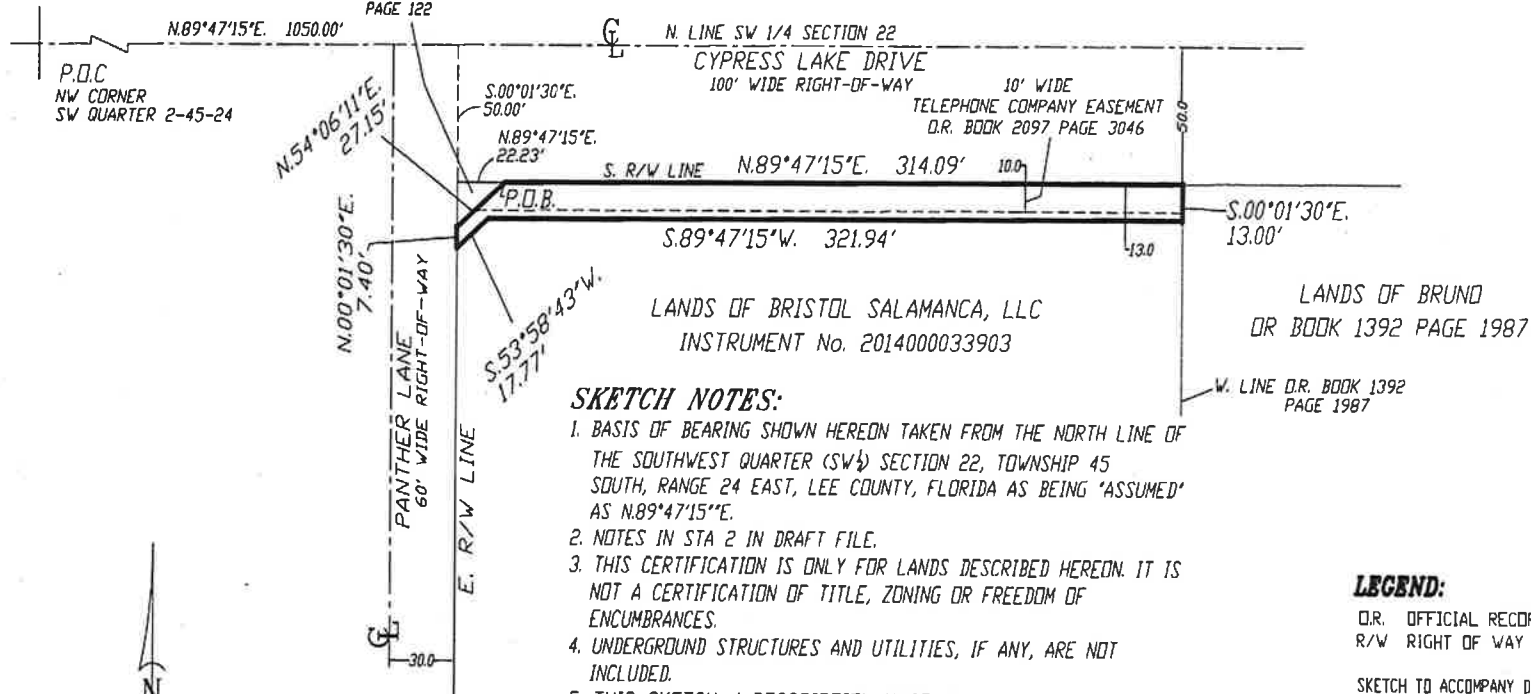 PAGE 122
N.89°47'15"E. 1050.00'
CL
N. LINE SW 1/4 SECTION 22
P.O.C
NW CORNER
SW QUARTER 2-45-24
CYPRESS LAKE DRIVE
100' WIDE RIGHT-OF-WAY
S.00°01'30"E.
50.00'
10' WIDE
TELEPHONE COMPANY EASEMENT
O.R. BOOK 2097 PAGE 3046
50.0
N.54°06'11"E.
27.15'
N.89°47'15"E.
22.23'
S. R/W LINE
N.89°47'15"E. 314.09'
10.0
P.O.B.
S.00°01'30"E.
13.00'
S.89°47'15"W. 321.94'
13.0
N.00°01'30"E.
7.40'
S.53°58'43"W.
17.77'
LANDS OF BRISTOL SALAMANCA, LLC
INSTRUMENT No. 2014000033903
LANDS OF BRUNO
OR BOOK 1392 PAGE 1987
PANTHER LANE
60' WIDE RIGHT-OF-WAY
E. R/W LINE
W. LINE O.R. BOOK 1392
PAGE 1987
SKETCH NOTES:
1. BASIS OF BEARING SHOWN HEREON TAKEN FROM THE NORTH LINE OF
THE SOUTHWEST QUARTER (SW¼) SECTION 22, TOWNSHIP 45
SOUTH, RANGE 24 EAST, LEE COUNTY, FLORIDA AS BEING "ASSUMED"
AS N.89°47'15"E.
2. NOTES IN STA 2 IN DRAFT FILE.
3. THIS CERTIFICATION IS ONLY FOR LANDS DESCRIBED HEREON. IT IS
NOT A CERTIFICATION OF TITLE, ZONING OR FREEDOM OF
ENCUMBRANCES.
4. UNDERGROUND STRUCTURES AND UTILITIES, IF ANY, ARE NOT
INCLUDED.
CL
30.0
N
LEGEND:
O.R. OFFICIAL RECOR
R/W RIGHT OF WAY
SKETCH TO ACCOMPANY D